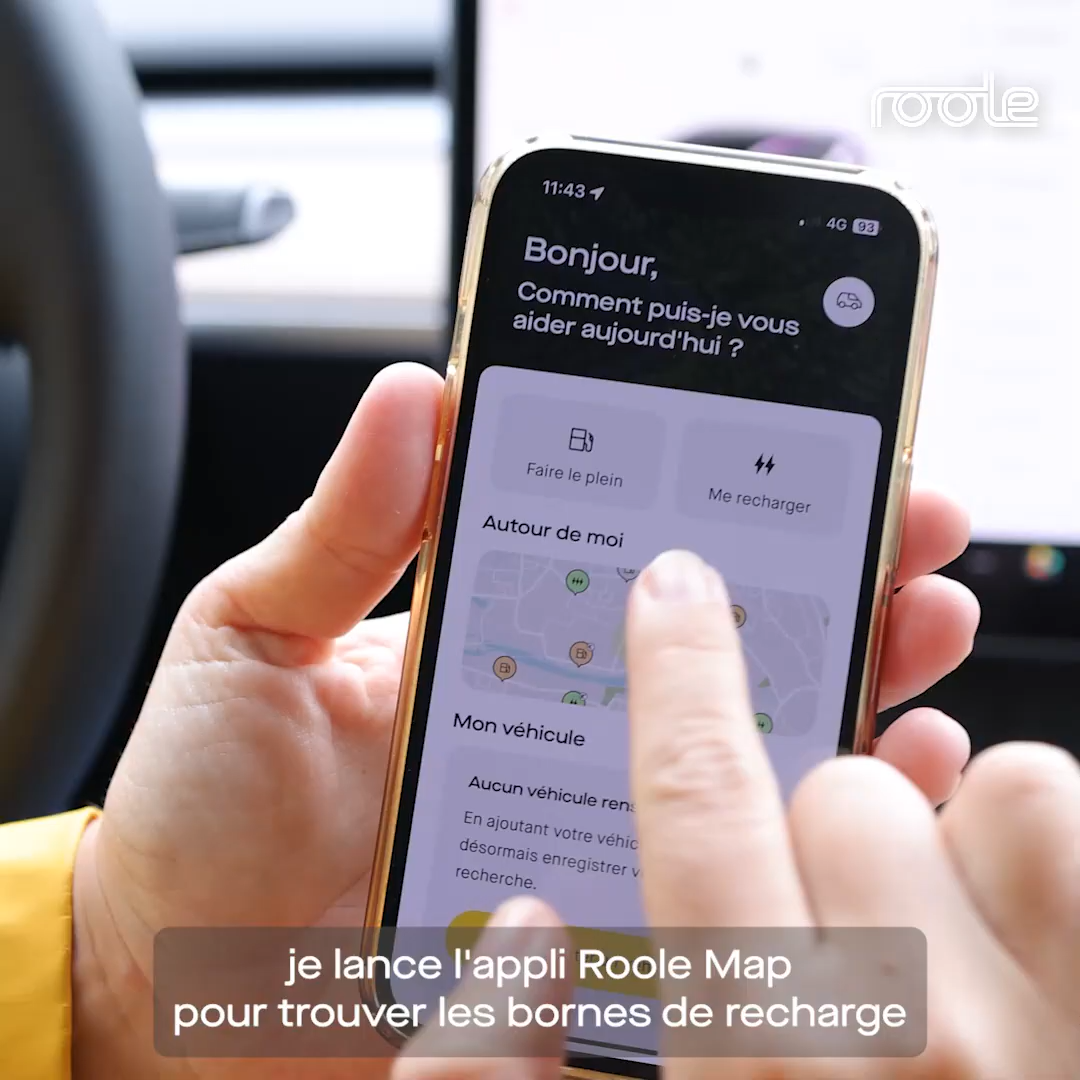 roole
11:43
4G 93
Bonjour,
Comment puis-je vous
aider aujourd'hui ?
Faire le plein
Me recharger
Autour de moi
Mon véhicule
Aucun véhicule
En ajoutant votre
désormais enregistrer
recherche.
je lance l'appli Roole Map
pour trouver les bornes de recharge